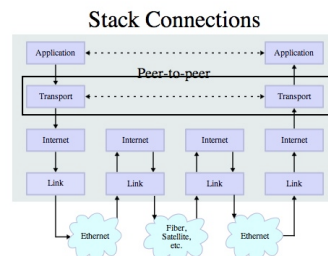 Stack Connections
Application Application
Peer-to-peer
Transport Transport
Internet Internet Internet Internet
Link Link Link Link
Ethernet
Fiber,
Satellite,
etc.
Ethernet